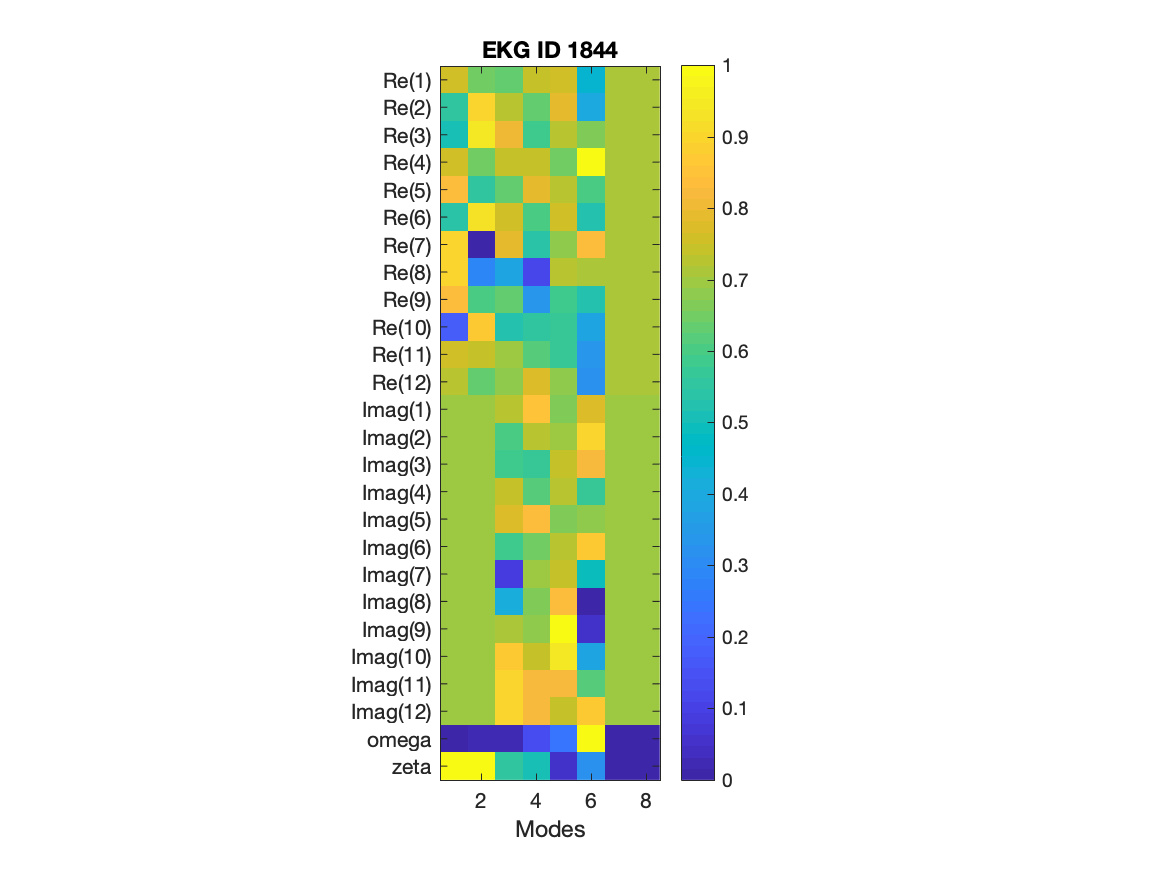 EKG ID 1844
Re(1)
Re(2)
Re(3)
Re(4)
Re(5)
Re(6)
Re(7)
Re(8)
Re(9)
Re(10)
Re(11)
Re(12)
Imag(1)
Imag(2)
Imag(3)
Imag(4)
Imag(5)
Imag(6)
Imag(7)
Imag(8)
Imag(9)
Imag(10)
Imag(11)
Imag(12)
omega
zeta
2 4 6 8
Modes
1
0.9
0.8
0.7
0.6
0.5
0.4
0.3
0.2
0.1
0